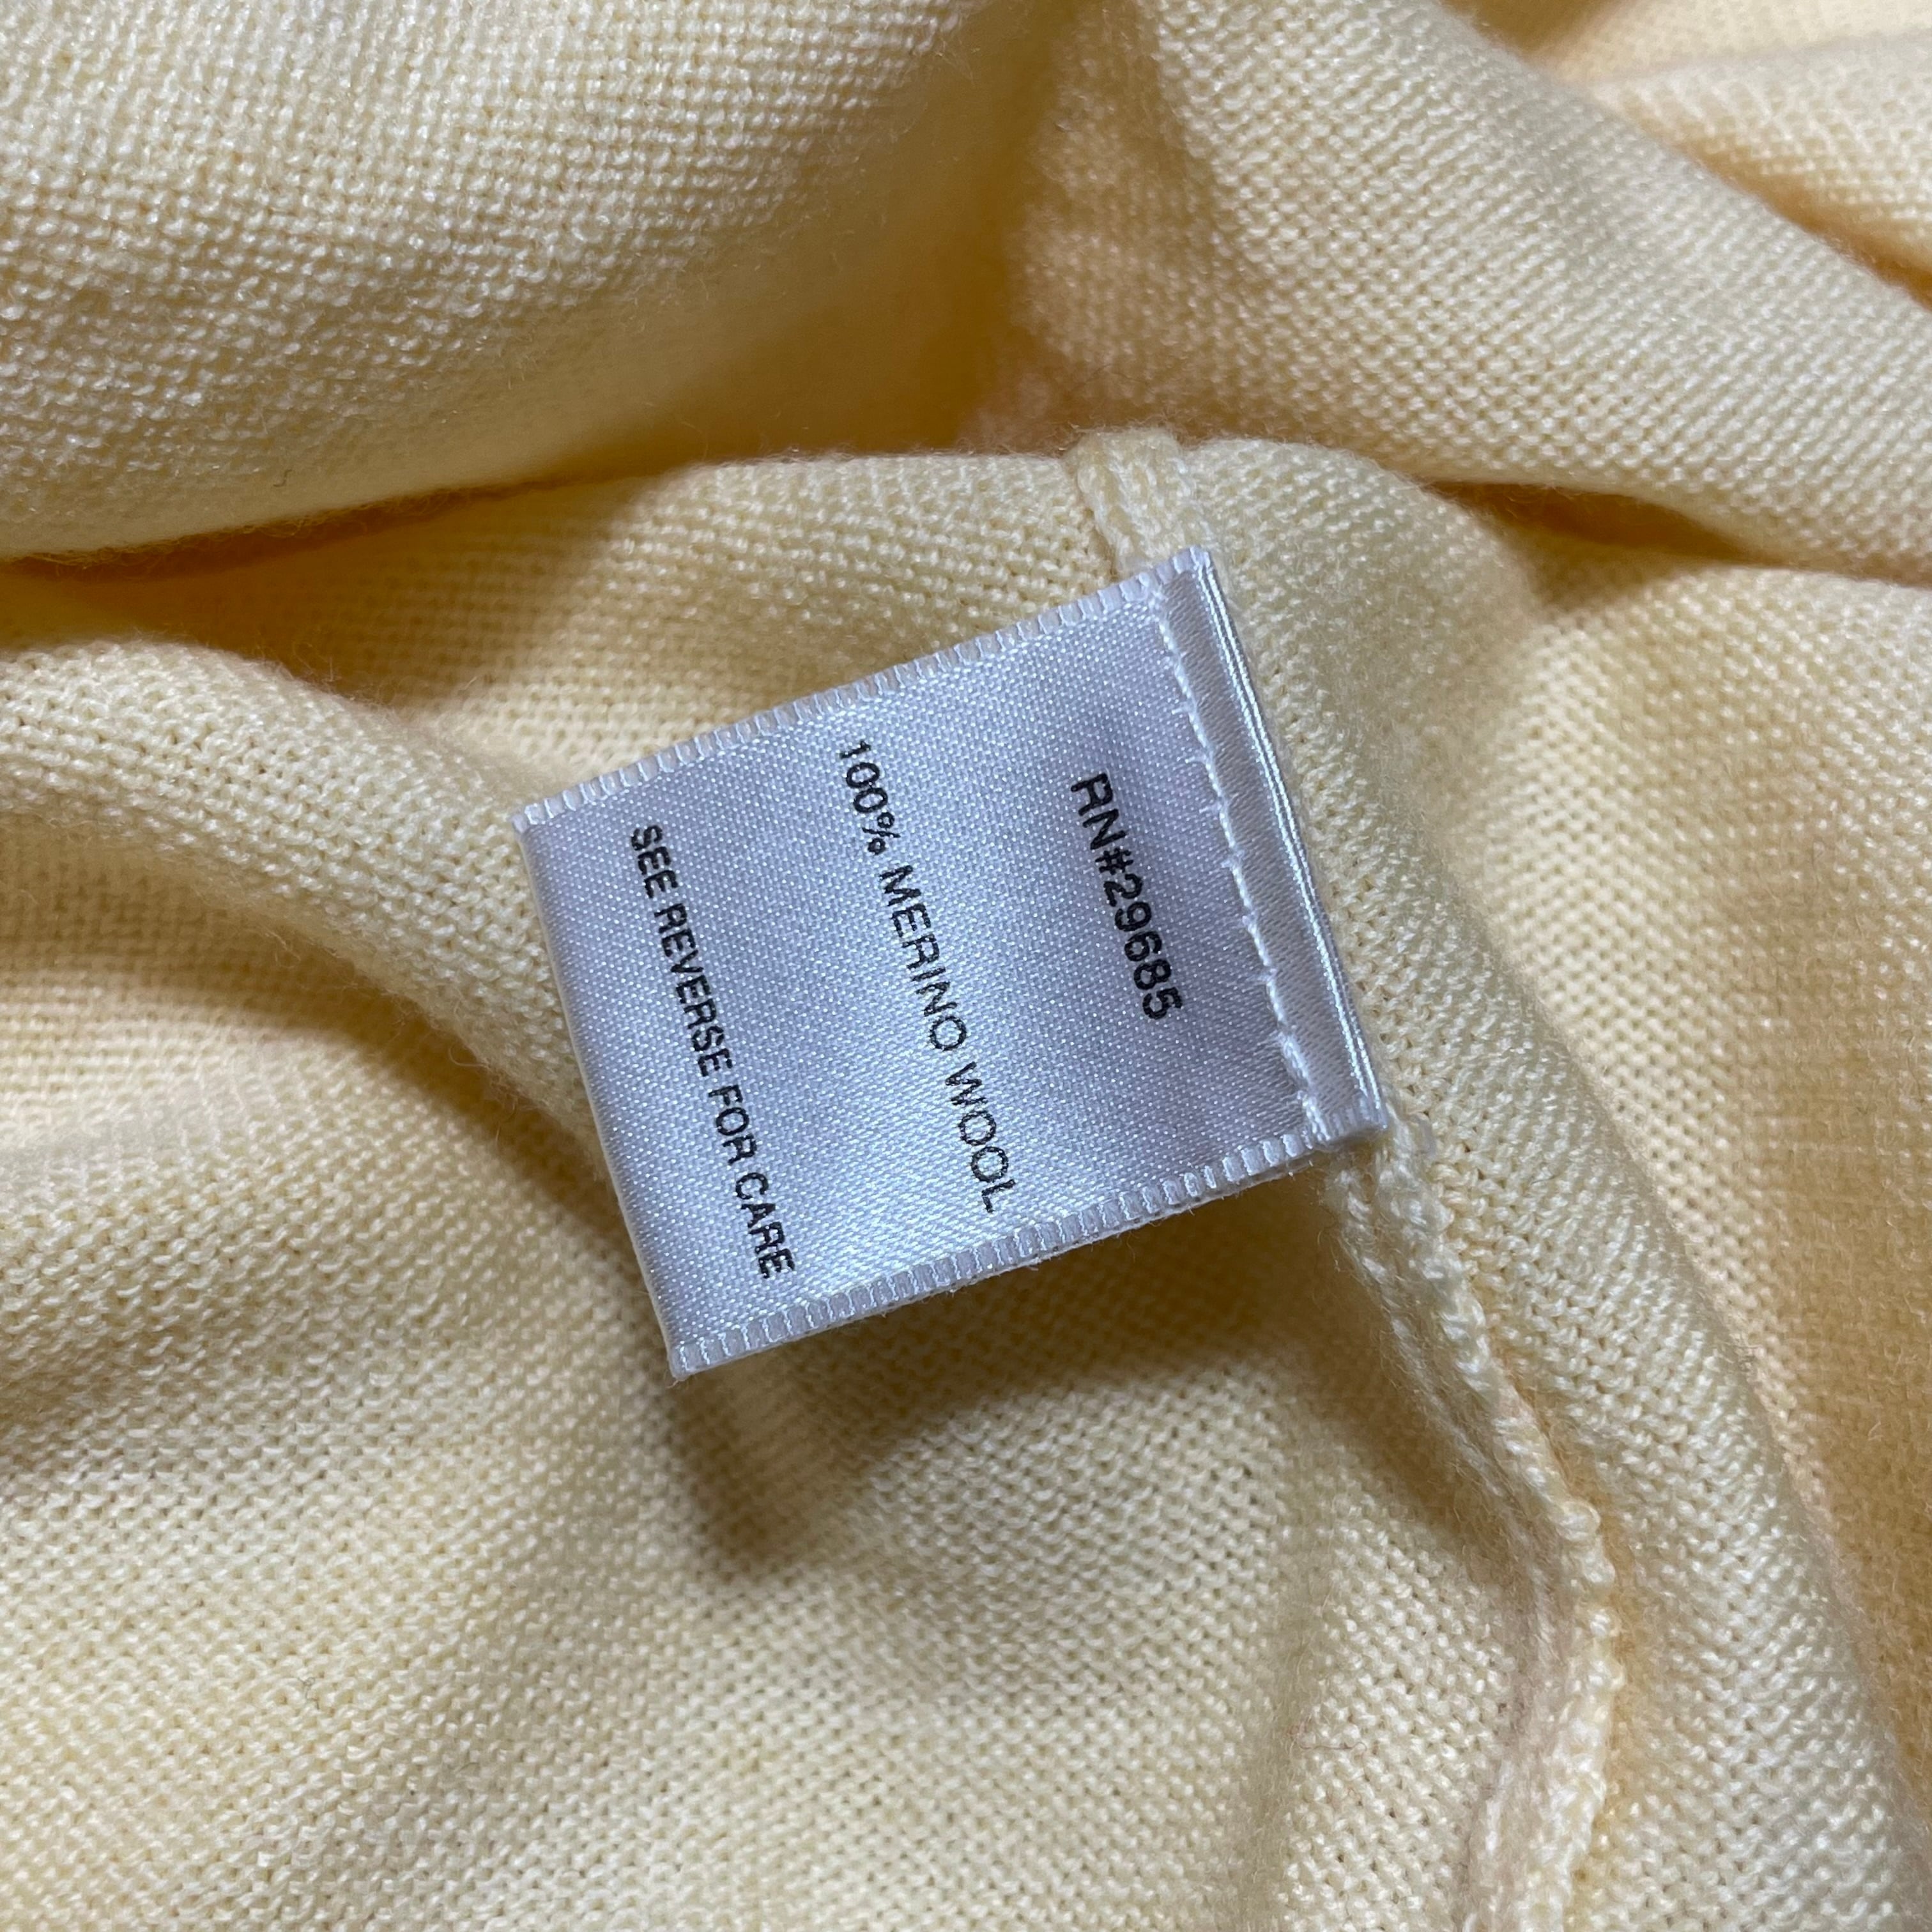 RN#29685
100% MERINO WOOL
SEE REVERSE FOR CARE